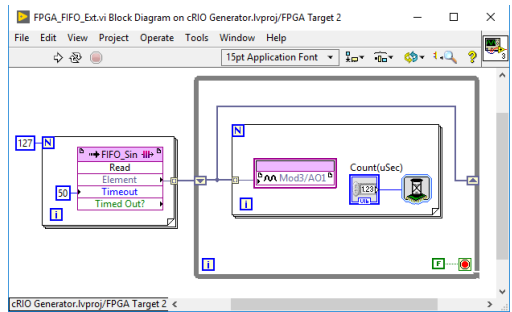 FPGA_FIFO_Ext.vi Block Diagram on cRIO Generator.lvproj/FPGA Target 2
File Edit View Project Operate Tools Window Help
15pt Application Font
3
127 N
FIFO_Sin
Read
Element
50 Timeout
Timed Out?
i
N
Mod3/AO1
i
Count(uSec)
123
U16
i
F
cRIO Generator.lvproj/FPGA Target 2